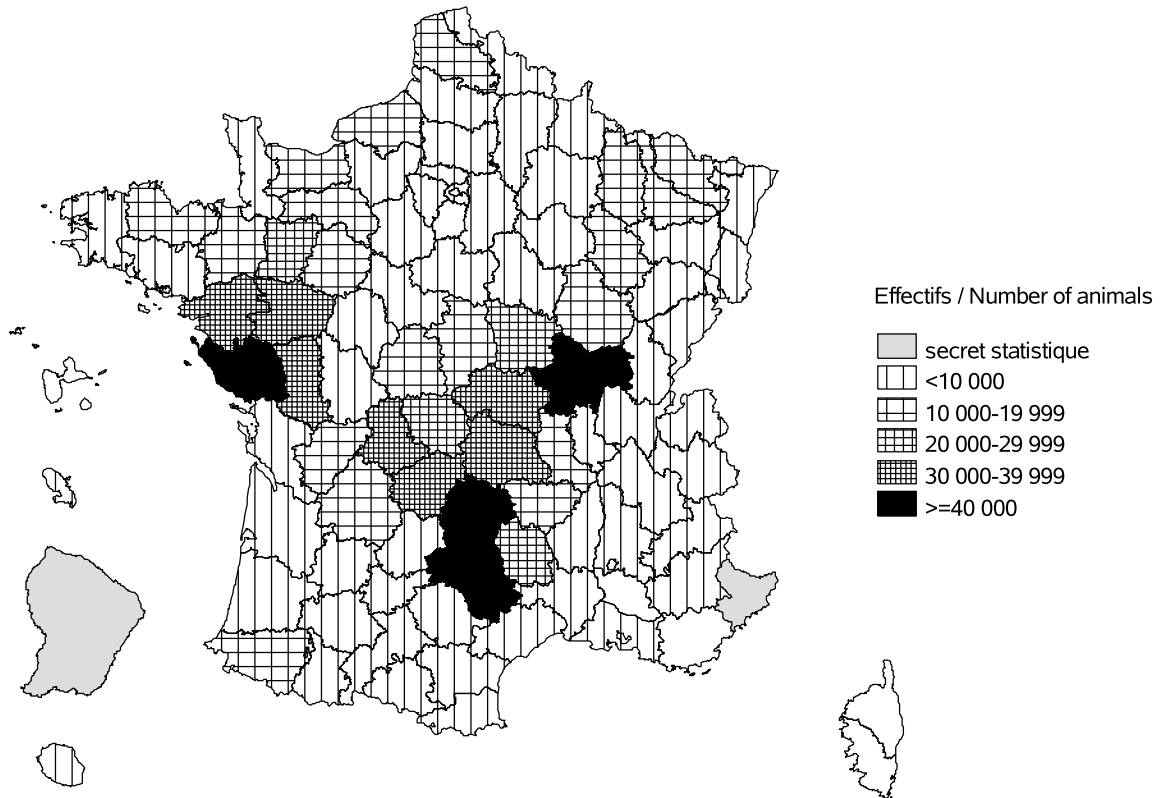 Effectifs / Number of animals
secret statistique
<10 000
10 000-19 999
20 000-29 999
30 000-39 999
>=40 000